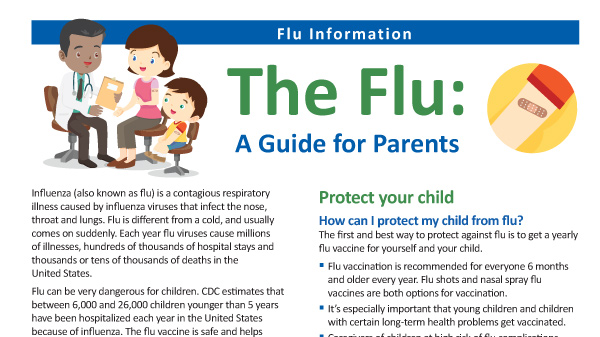 Flu Information
The Flu:
A Guide for Parents
Influenza (also known as flu) is a contagious respiratory
illness caused by influenza viruses that infect the nose,
throat and lungs. Flu is different from a cold, and usually
comes on suddenly. Each year flu viruses cause millions
of illnesses, hundreds of thousands of hospital stays and
thousands or tens of thousands of deaths in the
United States.
Flu can be very dangerous for children. CDC estimates that
between 6,000 and 26,000 children younger than 5 years
have been hospitalized each year in the United States
because of influenza. The flu vaccine is safe and helps
Protect your child
How can I protect my child from flu?
The first and best way to protect against flu is to get a yearly
flu vaccine for yourself and your child.
▪ Flu vaccination is recommended for everyone 6 months
and older every year. Flu shots and nasal spray flu
vaccines are both options for vaccination.
▪ It's especially important that young children and children
with certain long-term health problems get vaccinated.
▪ Caregivers of children at high risk of flu complications